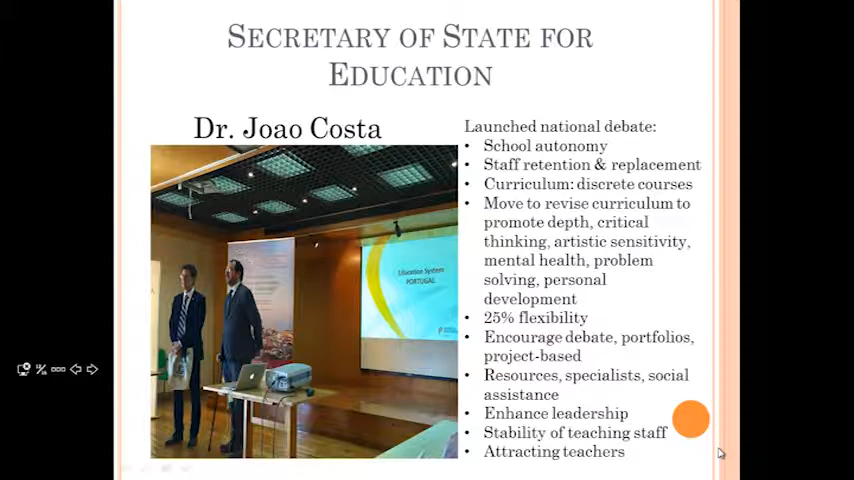 SECRETARY OF STATE FOR
EDUCATION
Dr. Joao Costa
Education System
PORTUGAL
Launched national debate:
• School autonomy
• Staff retention & replacement
• Curriculum: discrete courses
• Move to revise curriculum to
promote depth, critical
thinking, artistic sensitivity,
mental health, problem
solving, personal
development
• 25% flexibility
• Encourage debate, portfolios,
project-based
• Resources, specialists, social
assistance
• Enhance leadership
• Stability of teaching staff
• Attracting teachers